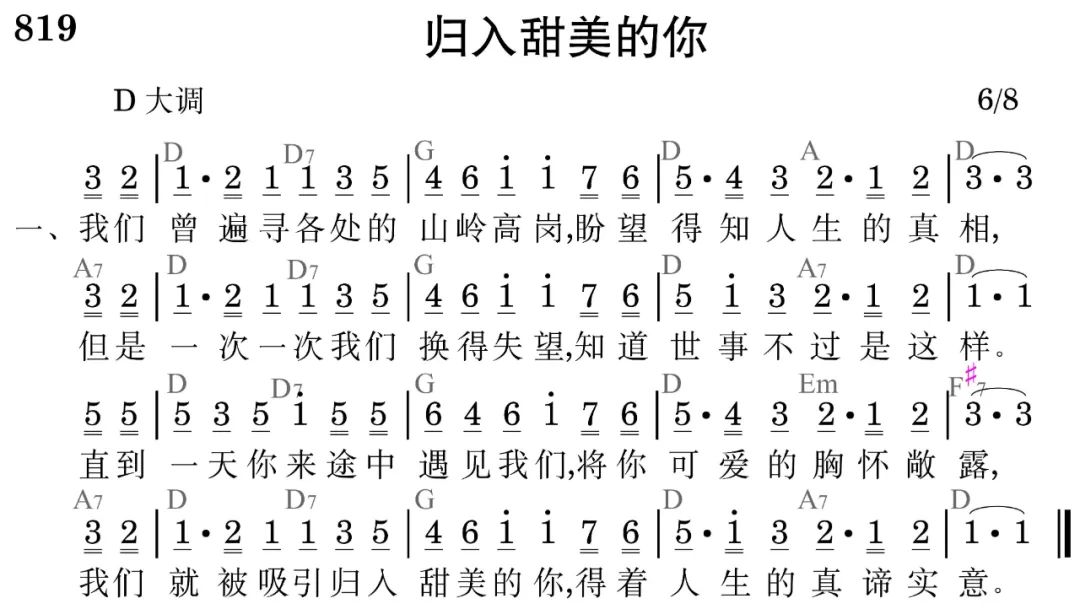 819 归入甜美的你
D 大调 6/8
D D7 G D A D
3 2 | 1 · 2 1 1 3 5 | 4 6 i i 7 6 | 5 · 4 3 2 · 1 2 | 3 · 3
一、我们 曾 遍 寻各处的 山岭高岗,盼望 得 知 人 生 的 真 相,
A7 D D7 G D A7 D
3 2 | 1 · 2 1 1 3 5 | 4 6 i i 7 6 | 5 i 3 2 · 1 2 | 1 · 1
但是 一 次一次我们 换得失望,知道 世 事 不 过 是 这 样。
D D7 G D Em F♯7
5 5 | 5 3 5 i 5 5 | 6 4 6 i 7 6 | 5 · 4 3 2 · 1 2 | 3 · 3
直到 一天你来途中 遇见我们,将你 可 爱 的 胸 怀 敞 露,
A7 D D7 G D A7 D
3 2 | 1 · 2 1 1 3 5 | 4 6 i i 7 6 | 5 · i 3 2 · 1 2 | 1 · 1
我们 就 被吸引归入 甜美的你,得着 人 生 的 真 谛 实 意。